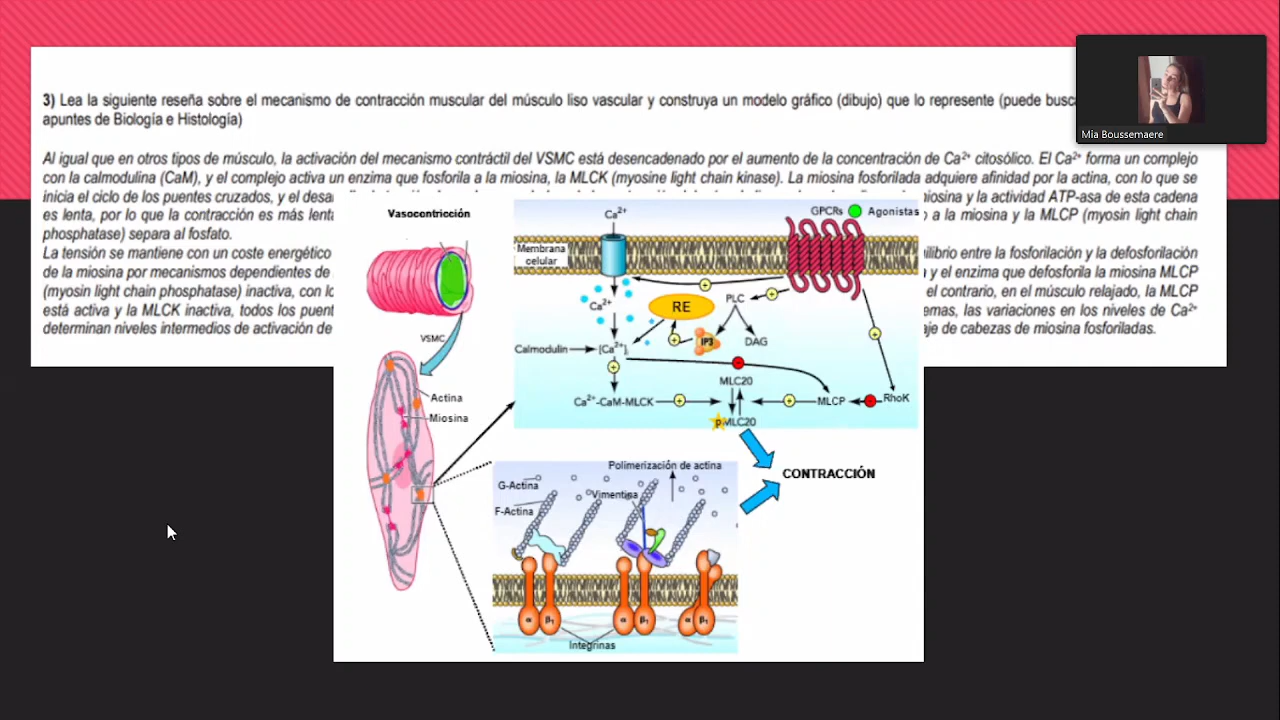 3) Lea la siguiente reseña sobre el mecanismo de contracción muscular del músculo liso vascular y construya un modelo gráfico (dibujo) que lo represente (puede
apuntes de Biología e Histología)
Mía Boussemaere
Al igual que en otros tipos de músculo, la activación del mecanismo contráctil del VSMC está desencadenado por el aumento de la concentración de Ca²⁺ citosólico. El Ca²⁺ forma un complejo
con la calmodulina (CaM), y el complejo activa un enzima que fosforila a la miosina, la MLCK (myosine light chain kinase). La miosina fosforilada adquiere afinidad por la actina, con lo que se
inicia el ciclo de los puentes cruzados, y el y la actividad ATP-asa de esta cadena
es lenta, por lo que la contracción es más a la miosina y la MLCP (myosin light chain
phosphatase) separa al fosfato.
La tensión se mantiene con un coste energético entre la fosforilación y la defosforilación
de la miosina por mecanismos dependientes de y el enzima que defosforila la miosina MLCP
(myosin light chain phosphatase) inactiva, con el contrario, en el músculo relajado, la MLCP
está activa y la MLCK inactiva, todos los las variaciones en los niveles de Ca²⁺
determinan niveles intermedios de activación de de cabezas de miosina fosforiladas.
Vasocontricción
VSMC
Actina
Miosina
Ca²⁺
GPCRs
Agonistas
Membrana
celular
+
Ca²⁺
RE
PLC
+
+
IP3
DAG
+
Calmodulin
[Ca²⁺]i
+
MLC20
Ca²⁺-CaM-MLCK
+
+
MLCP
RhoK
pMLC20
CONTRACCIÓN
Polimerización de actina
G-Actina
Vimentina
F-Actina
α β₁ α β₁ α β₁
Integrinas